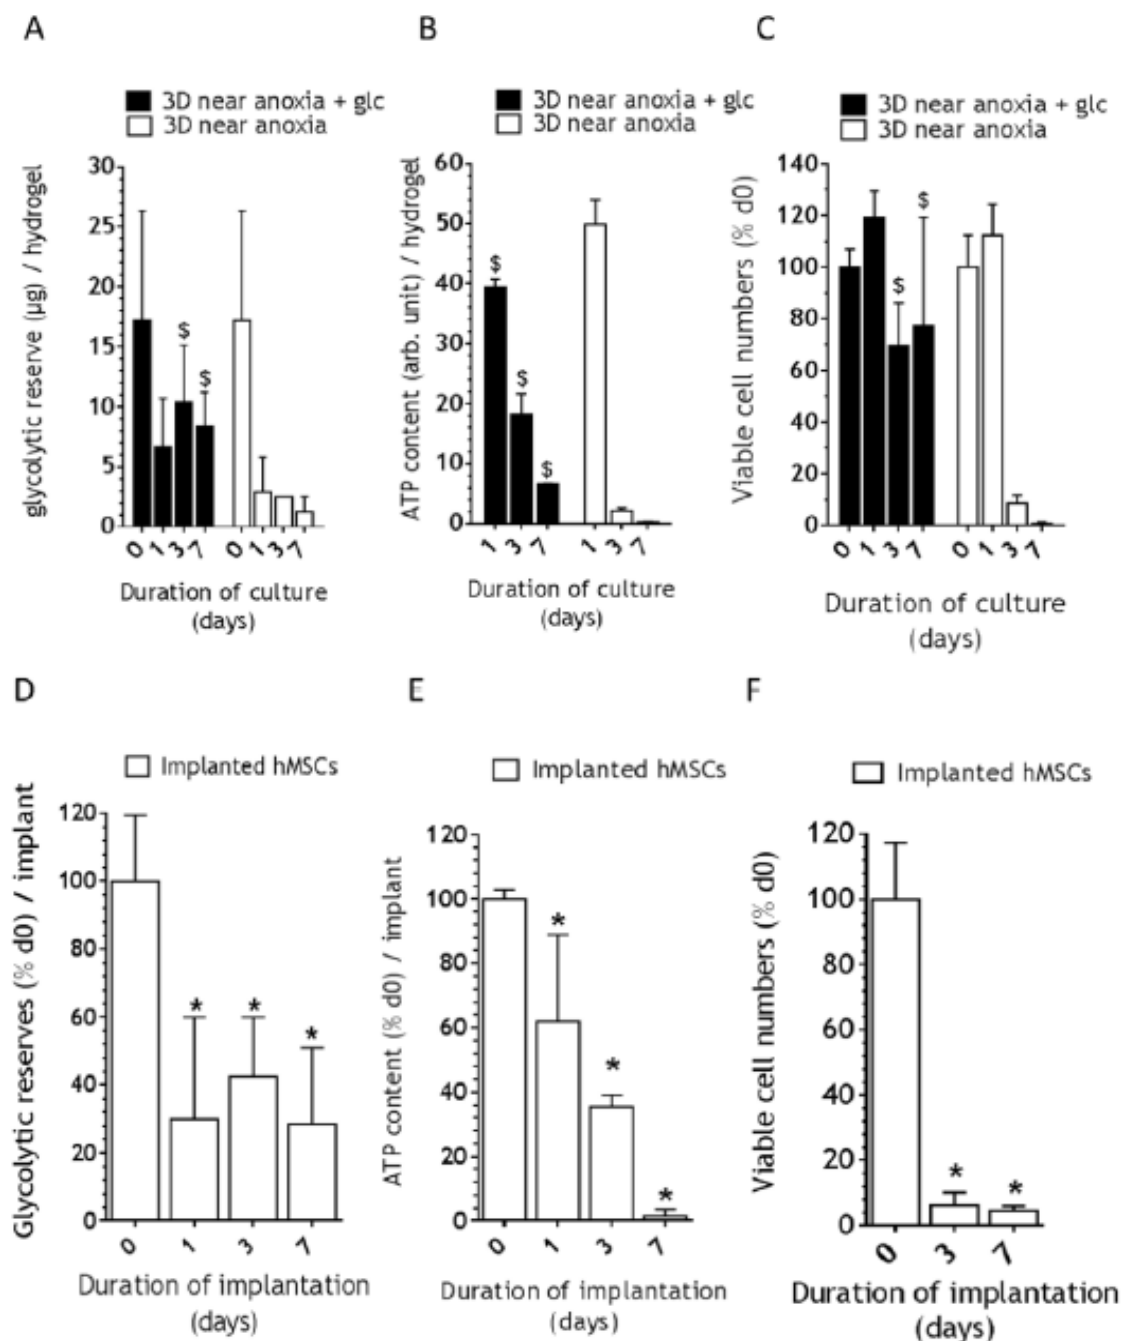 A
3D near anoxia + glc
3D near anoxia
glycolytic reserve (µg) / hydrogel
30
25
20
15
10
5
0
$
$
0
1
3
7
0
1
3
7
Duration of culture
(days)
B
3D near anoxia + glc
3D near anoxia
ATP content (arb. unit) / hydrogel
60
50
40
30
20
10
0
$
$
$
1
3
7
1
3
7
Duration of culture
(days)
C
3D near anoxia + glc
3D near anoxia
Viable cell numbers (% d0)
140
120
100
80
60
40
20
0
$
$
0
1
3
7
0
1
3
7
Duration of culture
(days)
D
Implanted hMSCs
Glycolytic reserves (% d0) / implant
120
100
80
60
40
20
0
*
*
*
0
1
3
7
Duration of implantation
(days)
E
Implanted hMSCs
ATP content (% d0) / implant
120
100
80
60
40
20
0
*
*
*
0
1
3
7
Duration of implantation
(days)
F
Implanted hMSCs
Viable cell numbers (% d0)
120
100
80
60
40
20
0
*
*
0
3
7
Duration of implantation
(days)